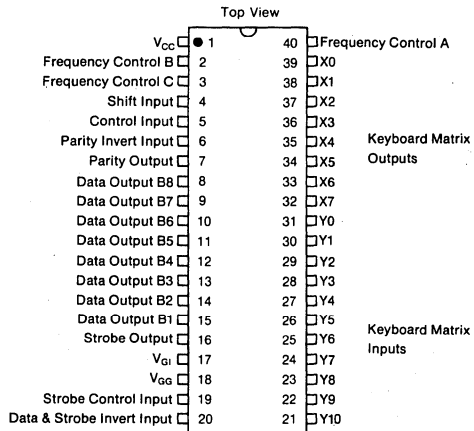 Top View
V_CC 1 40 Frequency Control A
Frequency Control B 2 39 X0
Frequency Control C 3 38 X1
Shift Input 4 37 X2
Control Input 5 36 X3
Parity Invert Input 6 35 X4 Keyboard Matrix
Parity Output 7 34 X5 Outputs
Data Output B8 8 33 X6
Data Output B7 9 32 X7
Data Output B6 10 31 Y0
Data Output B5 11 30 Y1
Data Output B4 12 29 Y2
Data Output B3 13 28 Y3
Data Output B2 14 27 Y4
Data Output B1 15 26 Y5 Keyboard Matrix
Strobe Output 16 25 Y6 Inputs
V_GI 17 24 Y7
V_GG 18 23 Y8
Strobe Control Input 19 22 Y9
Data & Strobe Invert Input 20 21 Y10